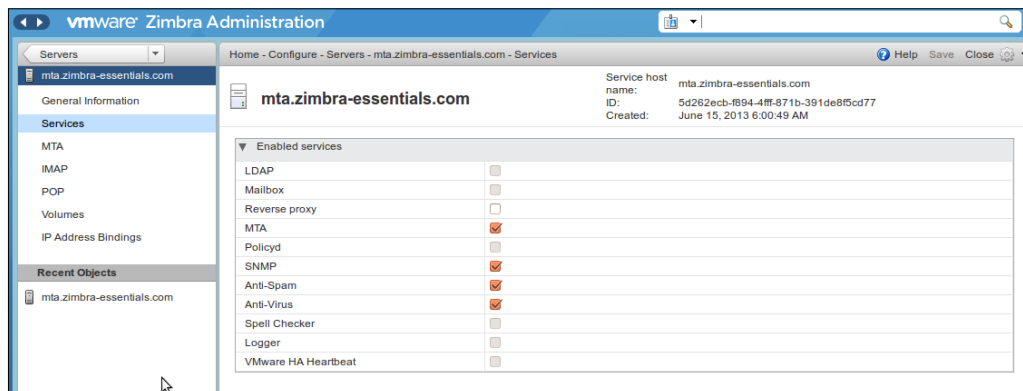 vmware Zimbra Administration
Servers
mta.zimbra-essentials.com
General Information
Services
MTA
IMAP
POP
Volumes
IP Address Bindings
Recent Objects
mta.zimbra-essentials.com
Home - Configure - Servers - mta.zimbra-essentials.com - Services
Help Save Close
mta.zimbra-essentials.com
Service host name: mta.zimbra-essentials.com
ID: 5d262ecb-f894-4fff-871b-391de8f5cd77
Created: June 15, 2013 6:00:49 AM
Enabled services
LDAP
Mailbox
Reverse proxy
MTA
Policyd
SNMP
Anti-Spam
Anti-Virus
Spell Checker
Logger
VMware HA Heartbeat